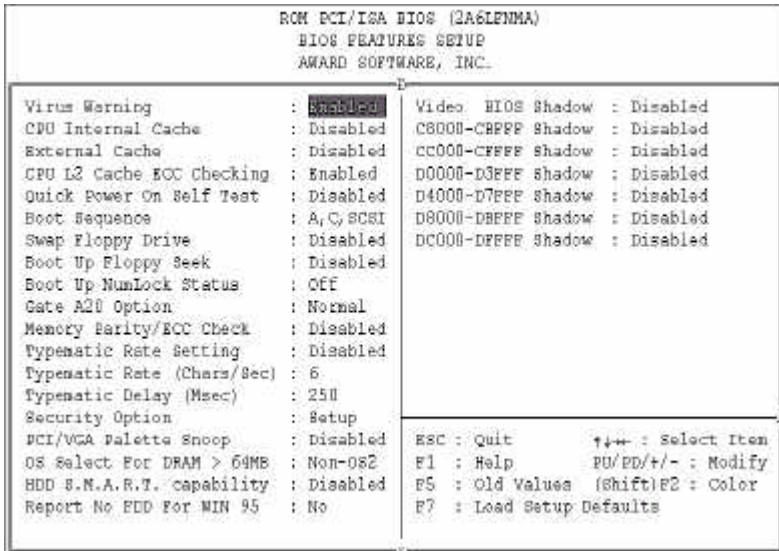 ROM PCI/ISA BIOS (2A6LFNMA)
BIOS FEATURES SETUP
AWARD SOFTWARE, INC.
Virus Warning : Enabled
CPU Internal Cache : Disabled
External Cache : Disabled
CPU L2 Cache ECC Checking : Enabled
Quick Power On Self Test : Disabled
Boot Sequence : A,C,SCSI
Swap Floppy Drive : Disabled
Boot Up Floppy Seek : Disabled
Boot Up NumLock Status : Off
Gate A20 Option : Normal
Memory Parity/ECC Check : Disabled
Typematic Rate Setting : Disabled
Typematic Rate (Chars/Sec) : 6
Typematic Delay (Msec) : 250
Security Option : Setup
PCI/VGA Palette Snoop : Disabled
OS Select For DRAM > 64MB : Non-OS2
HDD S.M.A.R.T. capability : Disabled
Report No FDD For WIN 95 : No
Video BIOS Shadow : Disabled
C8000-CBFFF Shadow : Disabled
CC000-CFFFF Shadow : Disabled
D0000-D3FFF Shadow : Disabled
D4000-D7FFF Shadow : Disabled
D8000-DBFFF Shadow : Disabled
DC000-DFFFF Shadow : Disabled
ESC : Quit ↑↓→← : Select Item
F1 : Help PU/PD/+/- : Modify
F5 : Old Values (Shift)F2 : Color
F7 : Load Setup Defaults